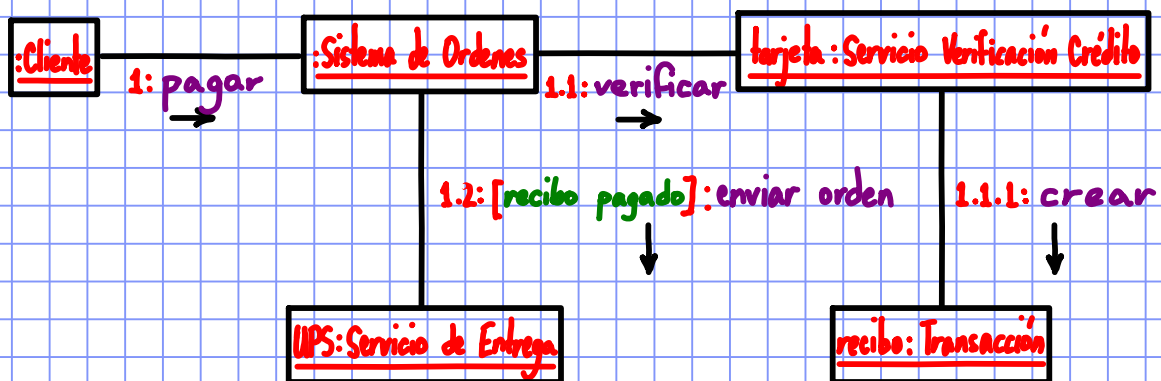 :Cliente
:Sistema de Ordenes
tarjeta:Servicio Verificación Crédito
1: pagar
1.1: verificar
1.2: [recibo pagado]: enviar orden
1.1.1: crear
UPS:Servicio de Entrega
recibo: Transacción